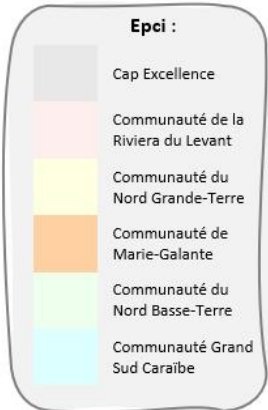 Epci :
Cap Excellence
Communauté de la
Riviera du Levant
Communauté du
Nord Grande-Terre
Communauté de
Marie-Galante
Communauté du
Nord Basse-Terre
Communauté Grand
Sud Caraïbe